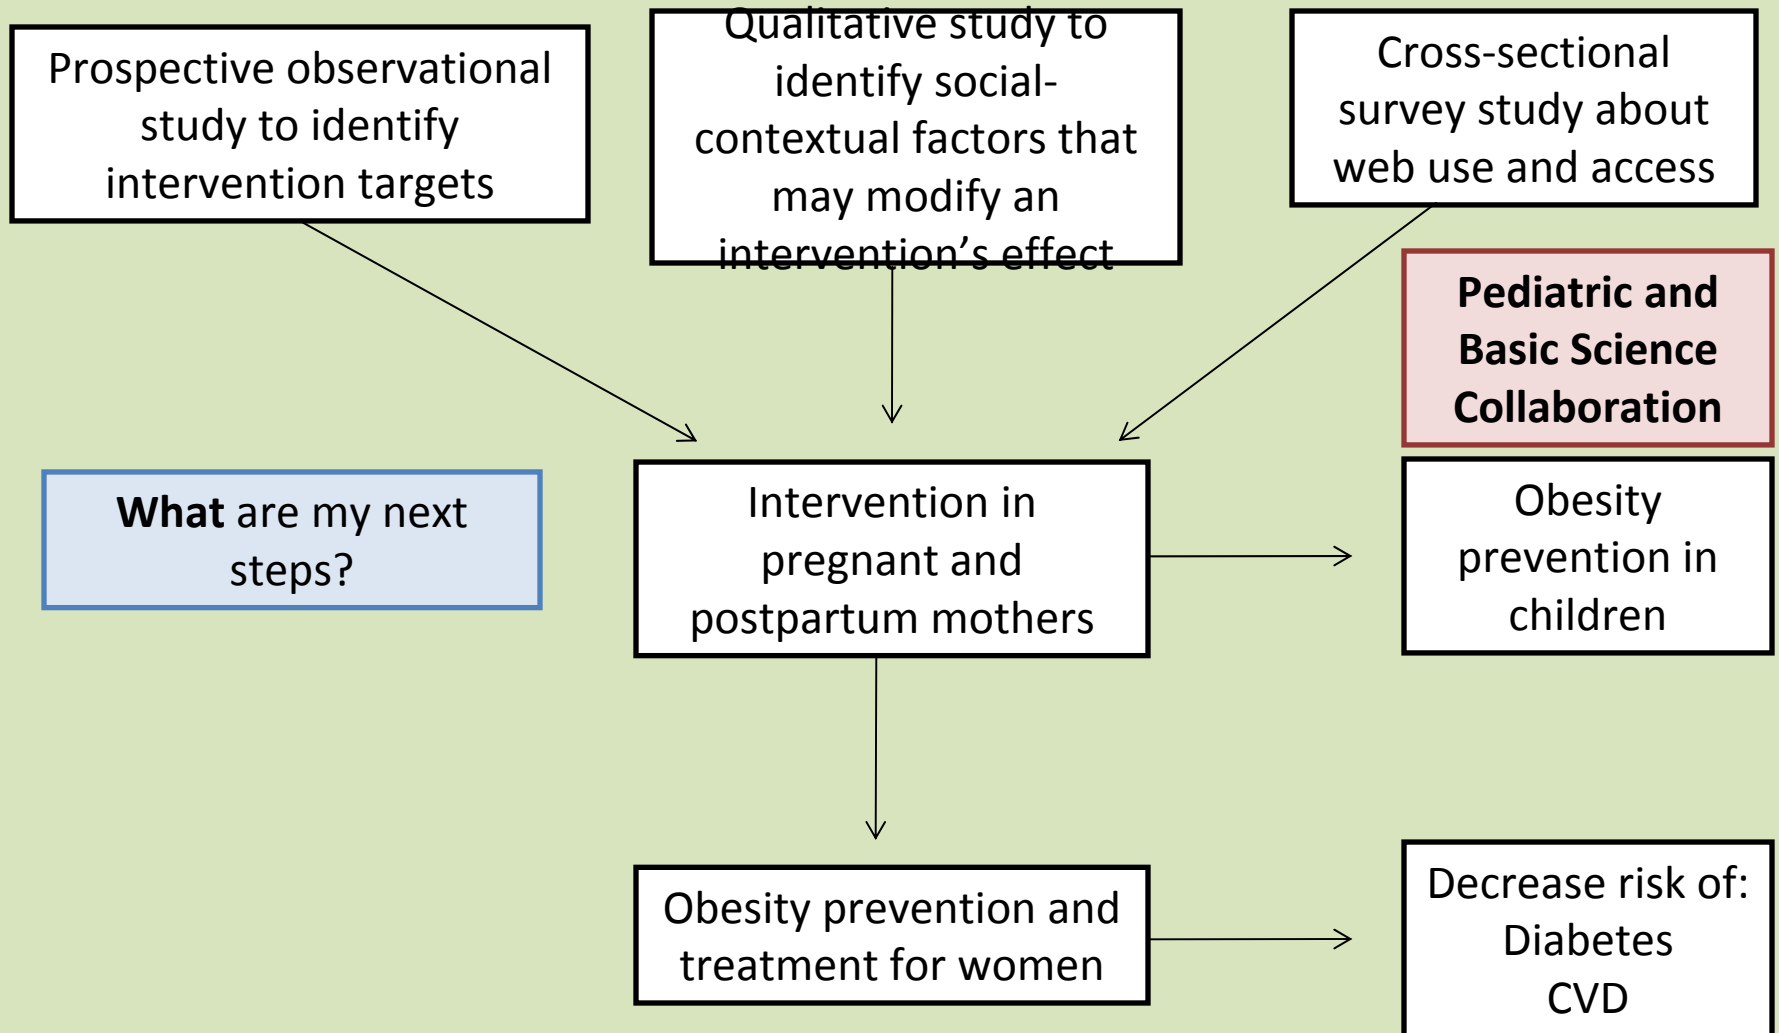 Prospective observational
study to identify
intervention targets
Qualitative study to
identify social-
contextual factors that
may modify an
intervention's effect
Cross-sectional
survey study about
web use and access
Pediatric and
Basic Science
Collaboration
What are my next
steps?
Intervention in
pregnant and
postpartum mothers
Obesity
prevention in
children
Obesity prevention and
treatment for women
Decrease risk of:
Diabetes
CVD